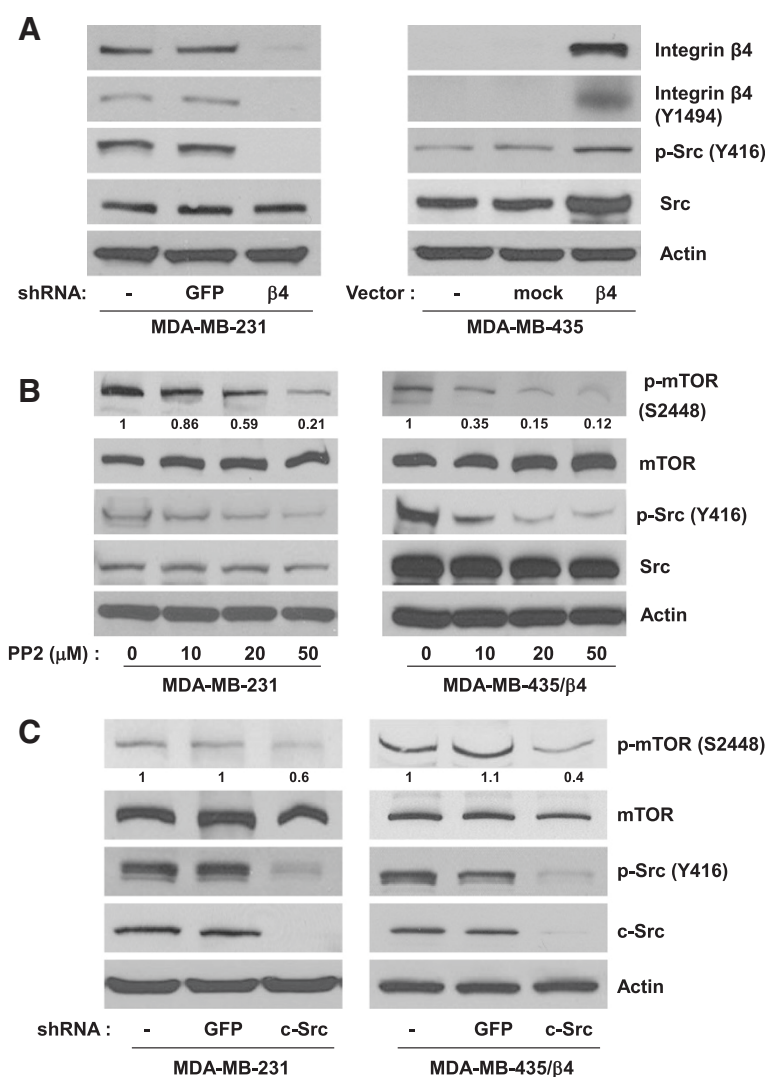 A
Integrin β4
Integrin β4
(Y1494)
p-Src (Y416)
Src
Actin
shRNA: - GFP β4 Vector : - mock β4
MDA-MB-231 MDA-MB-435
B
p-mTOR
(S2448)
1 0.86 0.59 0.21 1 0.35 0.15 0.12
mTOR
p-Src (Y416)
Src
Actin
PP2 (μM) : 0 10 20 50 0 10 20 50
MDA-MB-231 MDA-MB-435/β4
C
p-mTOR (S2448)
1 1 0.6 1 1.1 0.4
mTOR
p-Src (Y416)
c-Src
Actin
shRNA : - GFP c-Src - GFP c-Src
MDA-MB-231 MDA-MB-435/β4